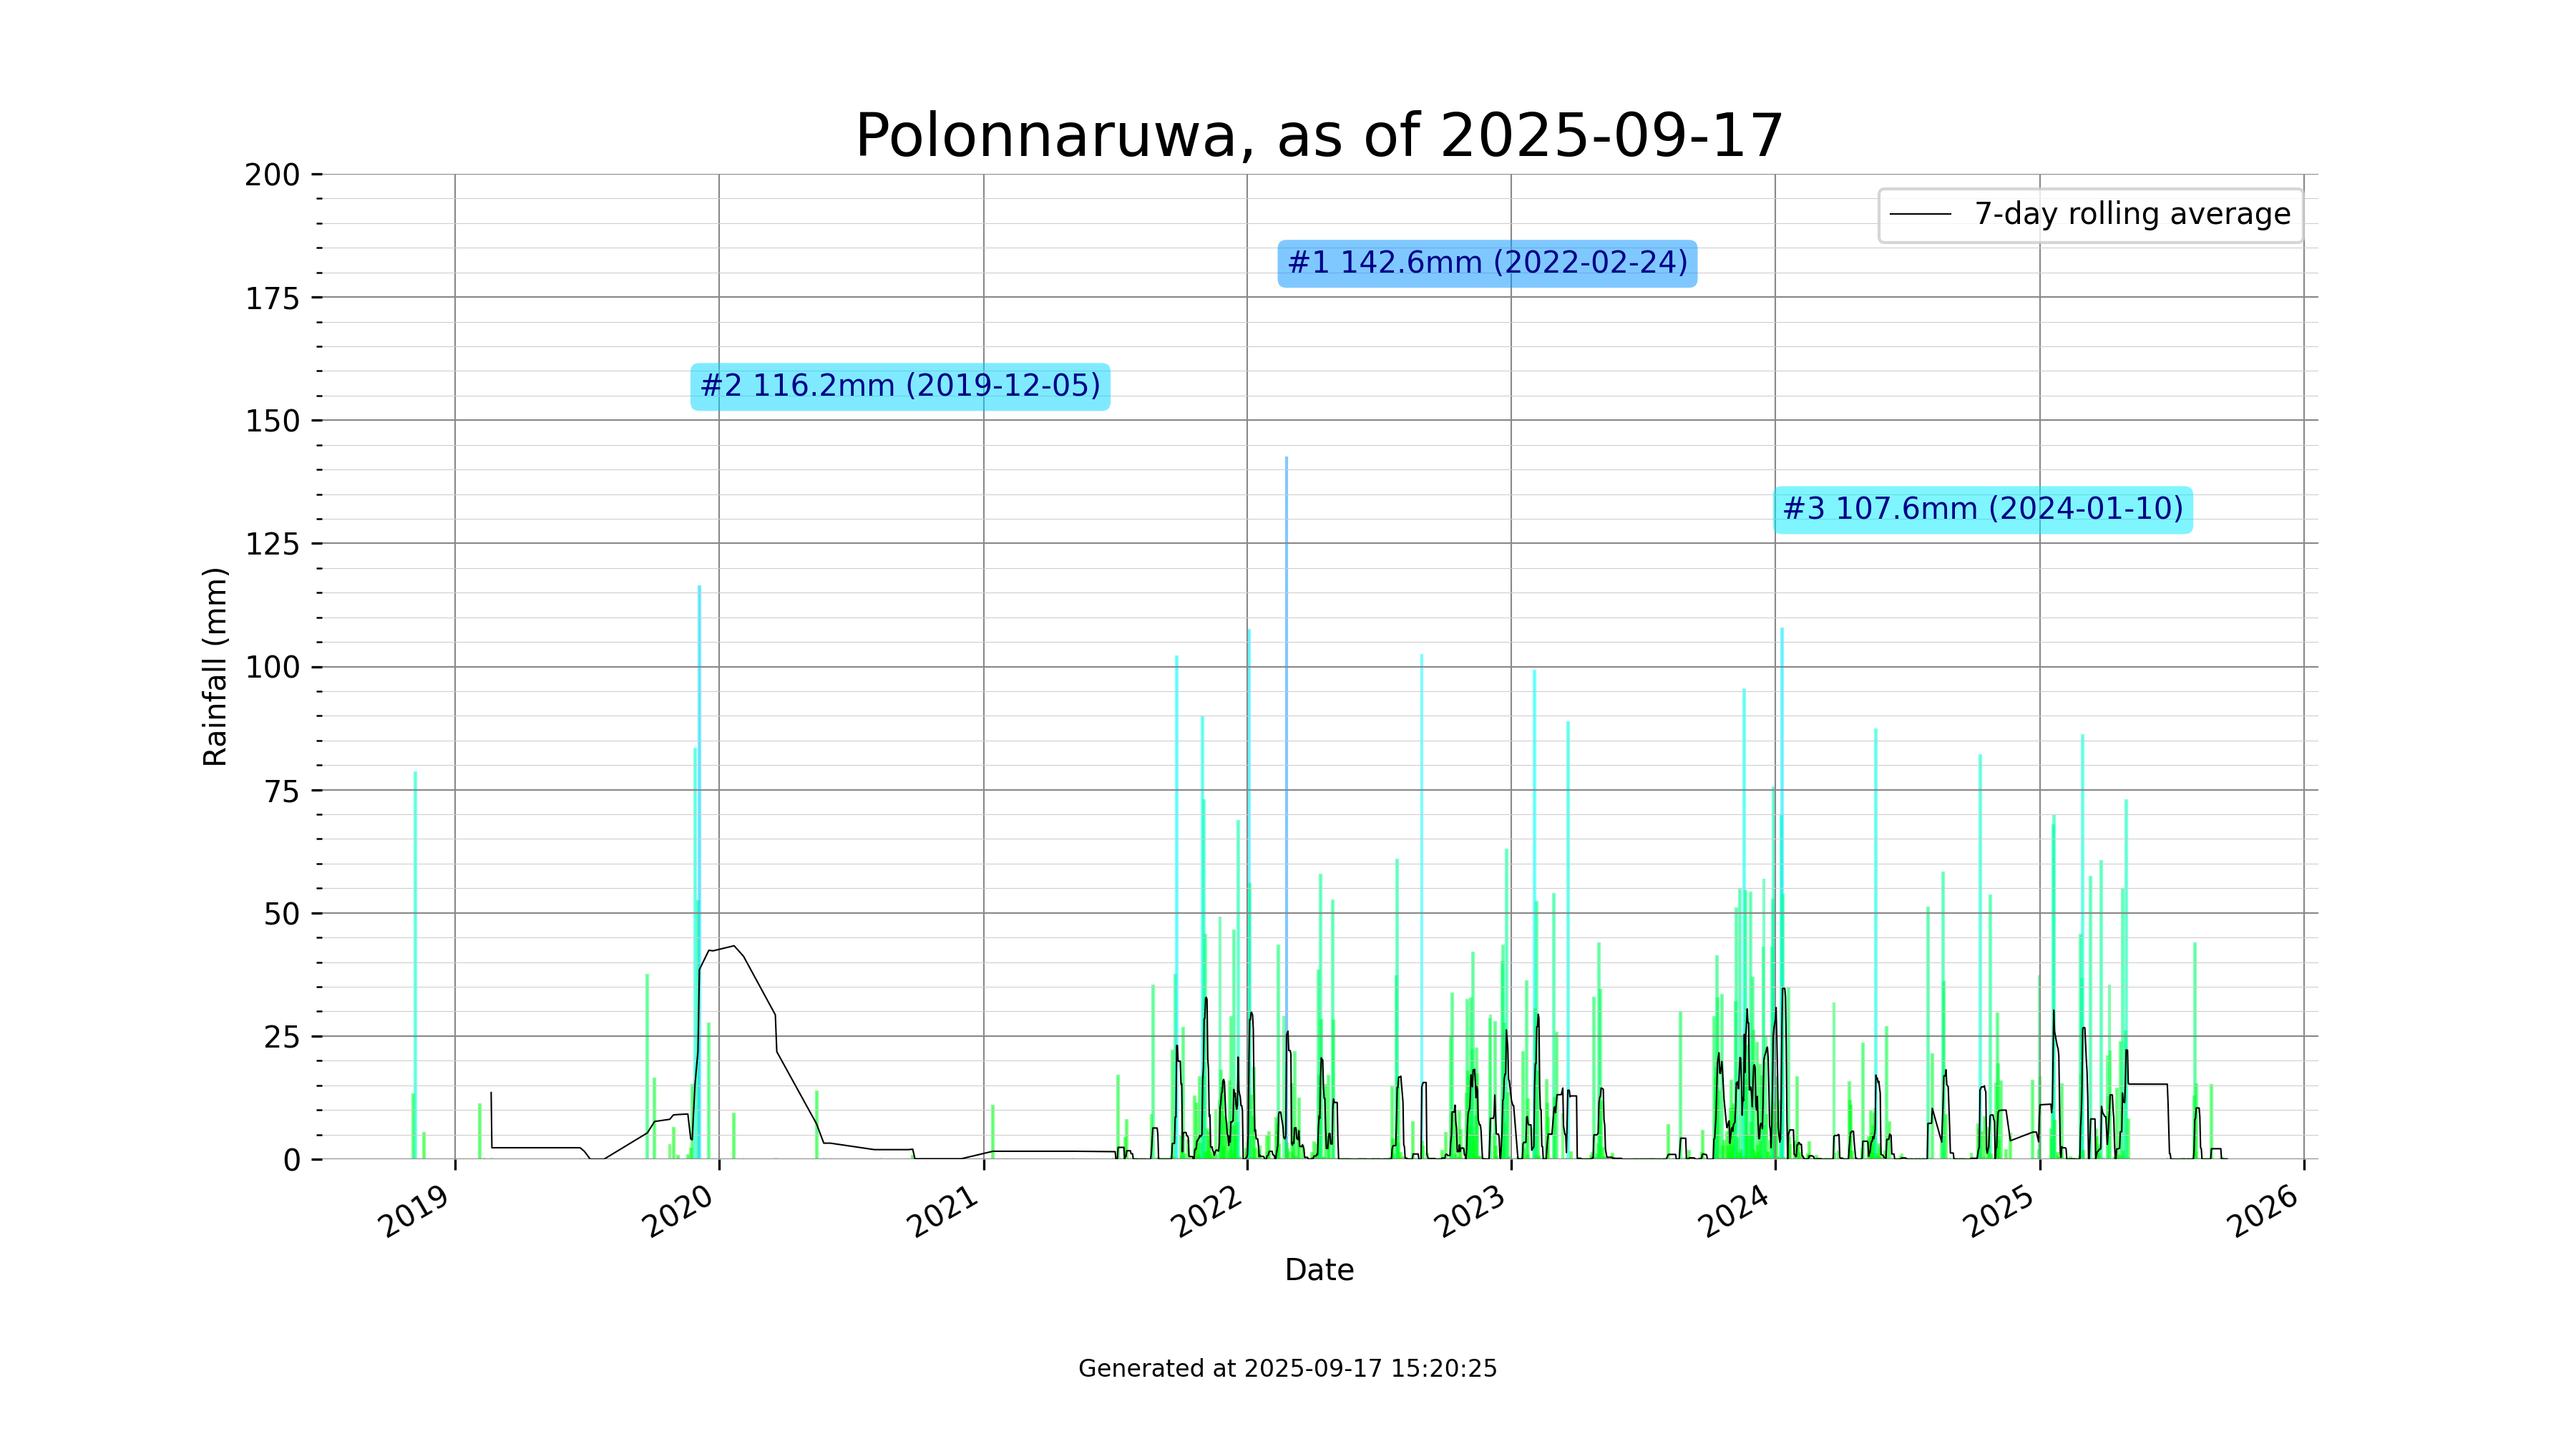 Polonnaruwa, as of 2025-09-17
200
175
150
125
100
75
50
25
0
Rainfall (mm)
7-day rolling average
#1 142.6mm (2022-02-24)
#2 116.2mm (2019-12-05)
#3 107.6mm (2024-01-10)
2019
2020
2021
2022
2023
2024
2025
2026
Date
Generated at 2025-09-17 15:20:25